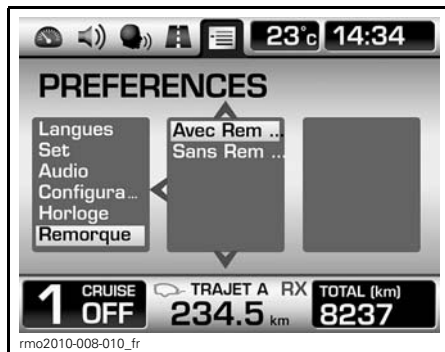 23°c 14:34
PREFERENCES
Langues
Set
Audio
Configura...
Horloge
Remorque
Avec Rem ...
Sans Rem ...
1 CRUISE OFF
TRAJET A RX
234.5 km
TOTAL (km)
8237
rmo2010-008-010_fr